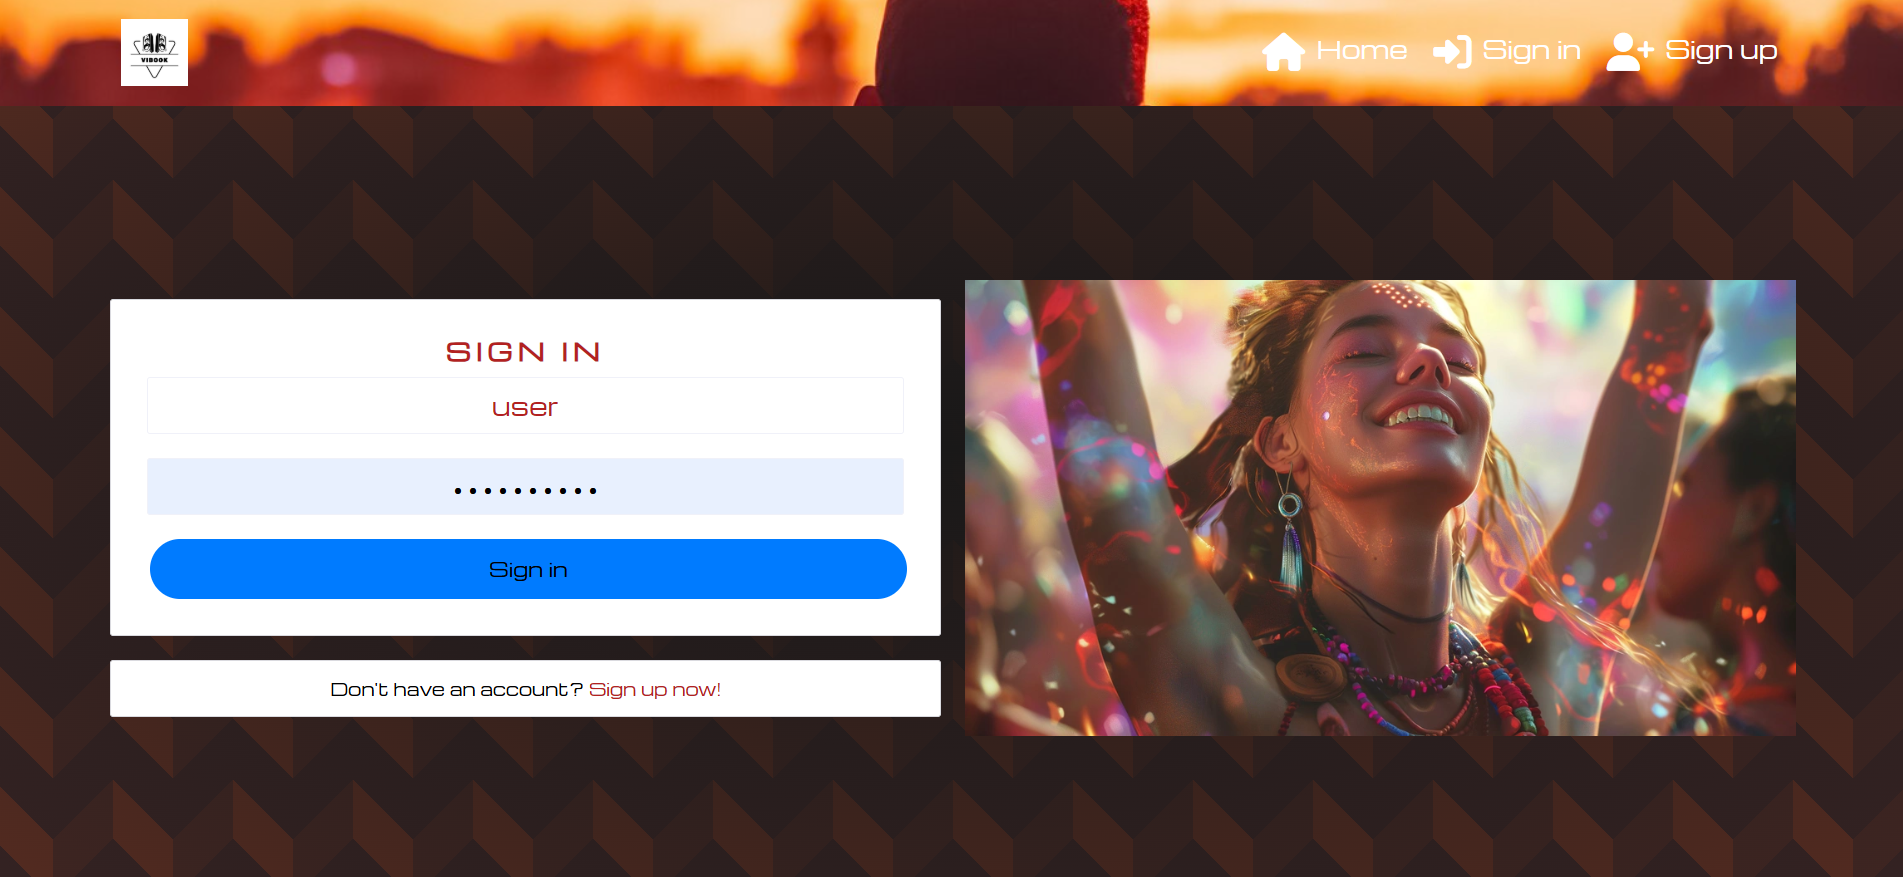 VIBOOK
Home
Sign in
Sign up
SIGN IN
user
••••••••••
Sign in
Don't have an account? Sign up now!